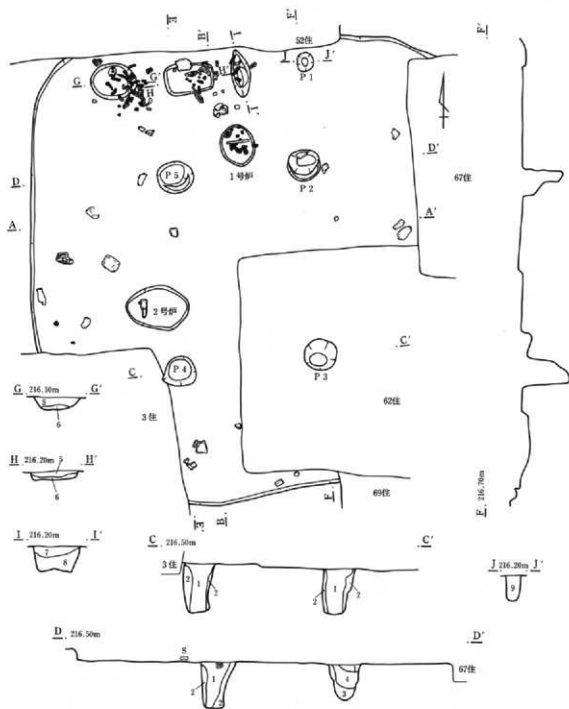 B'
E'
F'
52住
J J'
P 1
G G' H'
H
I
I'
D'
P 5
1号炉
P 2
67住
D
A
A'
2号炉
C'
C
P 4
P 3
G 216.10m G'
5
6
3住
62住
H 216.20m 5 H'
6
69住
B
E
F 216.70m
I 216.20m I'
7
8
C 216.50m C'
3住
2 1 2
2 1 2
J 216.20m J'
9
D 216.50m D'
S
2 1 2
4
3
67住